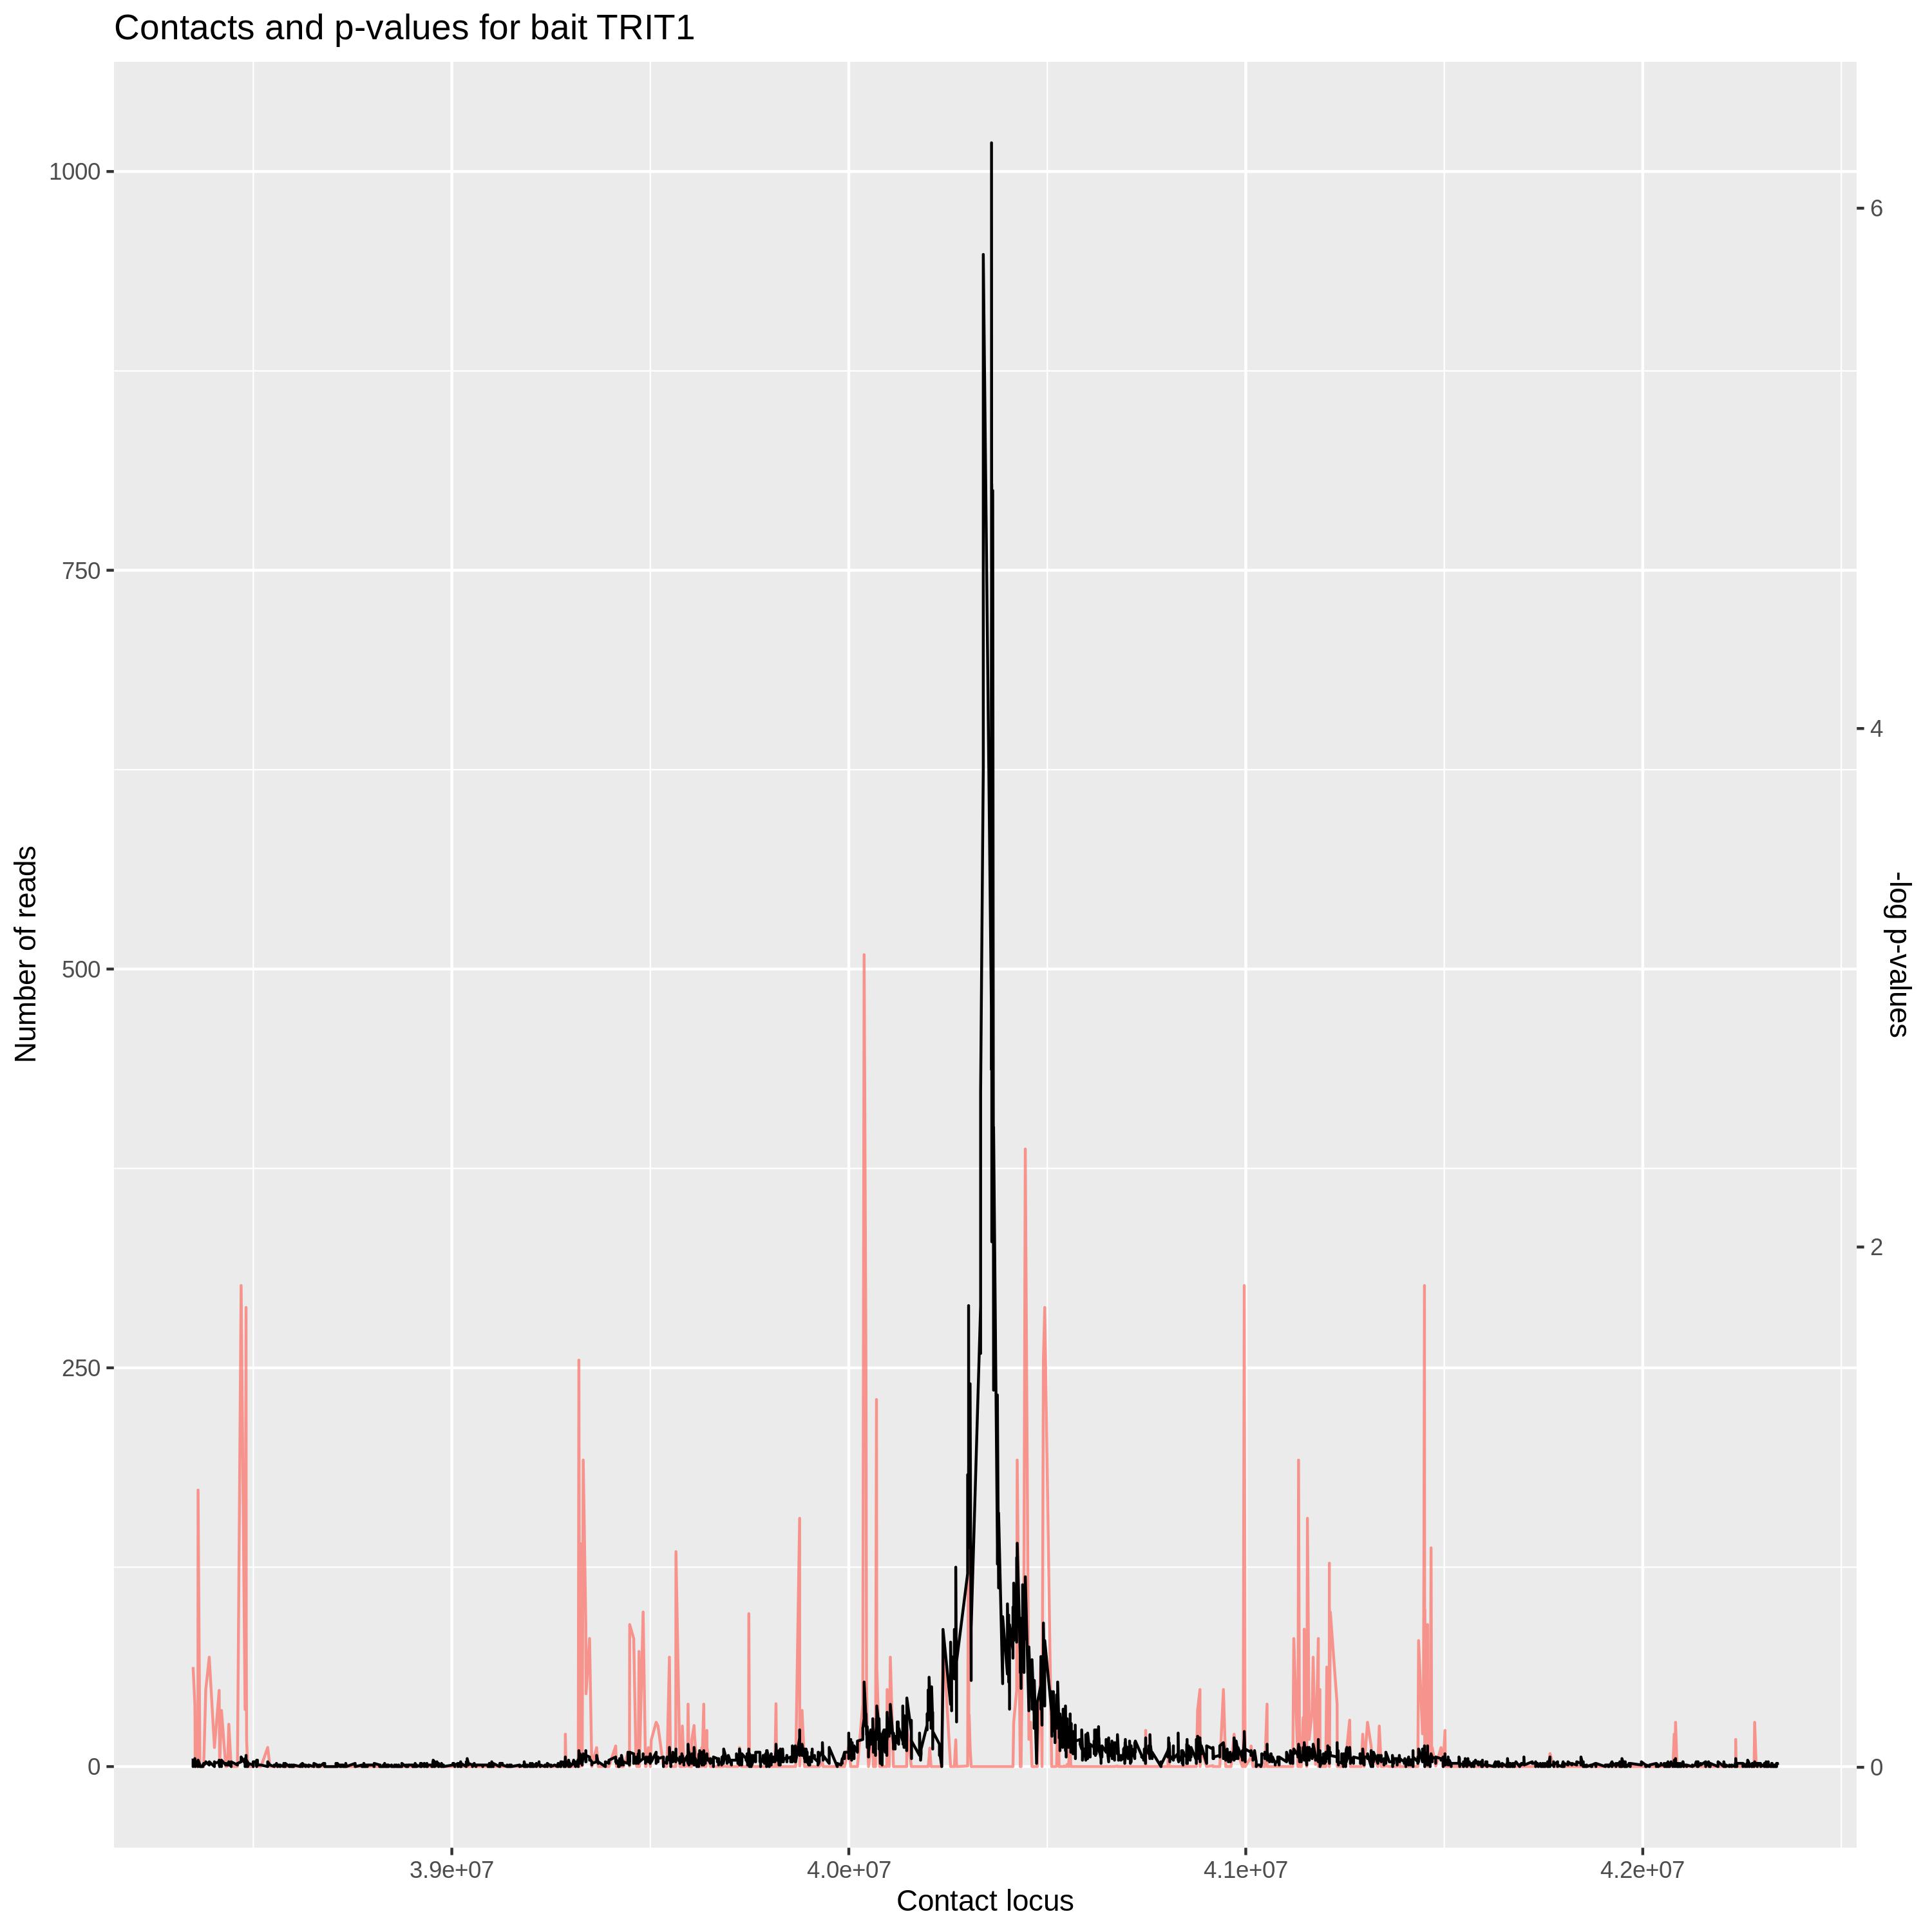 Contacts and p-values for bait TRIT1
Number of reads
1000
750
500
250
0
6
4
2
0
-log p-values
3.9e+07
4.0e+07
4.1e+07
4.2e+07
Contact locus